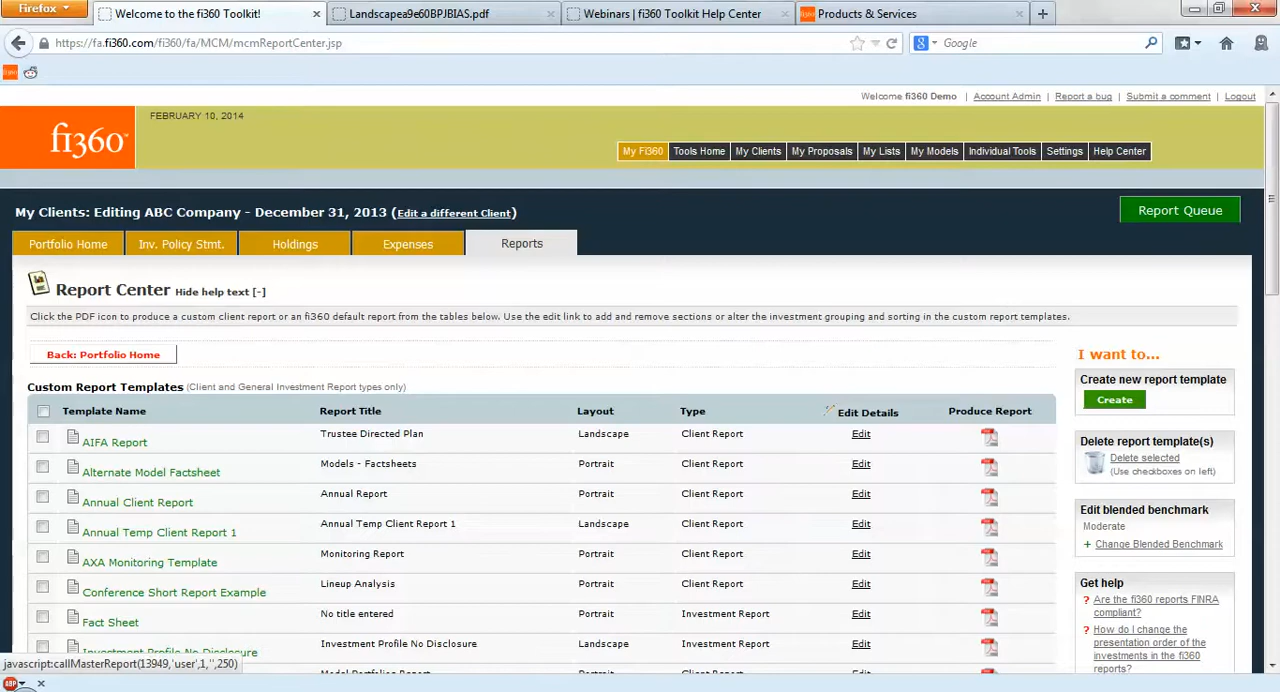 Firefox
Welcome to the fi360 Toolkit!
Landscapea9e60BPJBIAS.pdf
Webinars | fi360 Toolkit Help Center
Products & Services
https://fa.fi360.com/fi360/fa/MCM/mcmReportCenter.jsp
Google
Welcome fi360 Demo | Account Admin | Report a bug | Submit a comment | Logout
fi360
FEBRUARY 10, 2014
My Fi360 Tools Home My Clients My Proposals My Lists My Models Individual Tools Settings Help Center
My Clients: Editing ABC Company - December 31, 2013 (Edit a different Client)
Report Queue
Portfolio Home Inv. Policy Stmt. Holdings Expenses Reports
Report Center Hide help text [-]
Click the PDF icon to produce a custom client report or an fi360 default report from the tables below. Use the edit link to add and remove sections or alter the investment grouping and sorting in the custom report templates.
Back: Portfolio Home
Custom Report Templates (Client and General Investment Report types only)
Template Name Report Title Layout Type Edit Details Produce Report
AIFA Report Trustee Directed Plan Landscape Client Report Edit
Alternate Model Factsheet Models - Factsheets Portrait Client Report Edit
Annual Client Report Annual Report Portrait Client Report Edit
Annual Temp Client Report 1 Annual Temp Client Report 1 Landscape Client Report Edit
AXA Monitoring Template Monitoring Report Portrait Client Report Edit
Conference Short Report Example Lineup Analysis Portrait Client Report Edit
Fact Sheet No title entered Portrait Investment Report Edit
Investment Profile No Disclosure Investment Profile No Disclosure Landscape Investment Report Edit
Model Portfolio Report Portrait Client Report Edit
I want to...
Create new report template
Create
Delete report template(s)
Delete selected
(Use checkboxes on left)
Edit blended benchmark
Moderate
+ Change Blended Benchmark
Get help
? Are the fi360 reports FINRA
compliant?
? How do I change the
presentation order of the
investments in the fi360
reports?
javascript:callMasterReport(13949,'user',1,'',250)
ABP